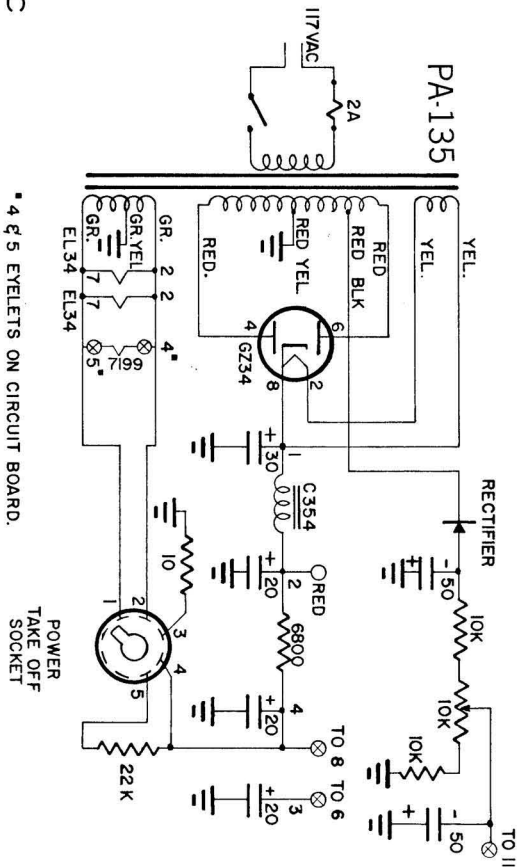 PA-135
117VAC
2A
YEL.
YEL.
RED BLK
RED
RED YEL.
RED.
GR.
GR.YEL
GR.
6
4
2
8
GZ34
2
2
7
7
EL34
EL34
4■
5■
7199
RECTIFIER
-
50
+
10K
10K
10K
-
50
+
TO 11
1
+
30
C354
RED
2
+
20
6800
4
+
20
TO 8
TO 6
3
+
20
10
1
2
3
4
5
22K
POWER
TAKE OFF
SOCKET
■ 4 & 5 EYELETS ON CIRCUIT BOARD.
C